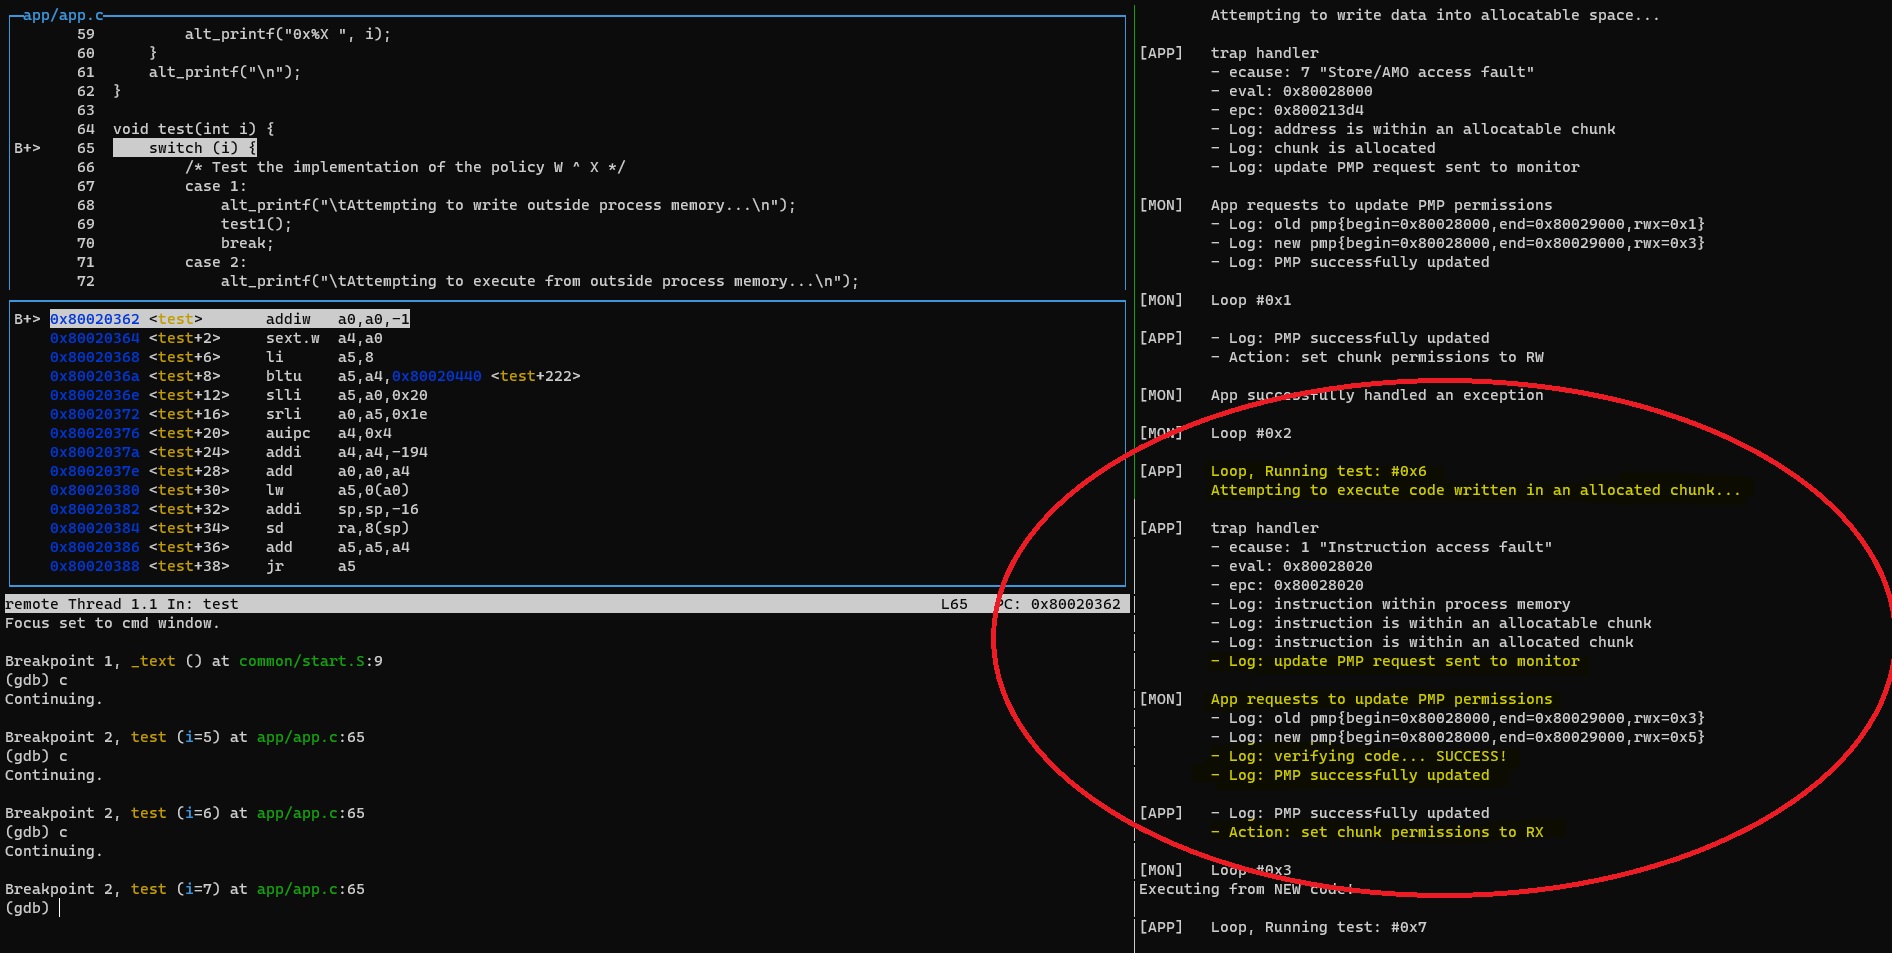 app/app.c
59 alt_printf("0x%X ", i);
60 }
61 alt_printf("\n");
62 }
63
64 void test(int i) {
B+> 65 switch (i) {
66 /* Test the implementation of the policy W ^ X */
67 case 1:
68 alt_printf("\tAttempting to write outside process memory...\n");
69 test1();
70 break;
71 case 2:
72 alt_printf("\tAttempting to execute from outside process memory...\n");
B+> 0x80020362 <test> addiw a0,a0,-1
0x80020364 <test+2> sext.w a4,a0
0x80020368 <test+6> li a5,8
0x8002036a <test+8> bltu a5,a4,0x80020440 <test+222>
0x8002036e <test+12> slli a5,a0,0x20
0x80020372 <test+16> srli a0,a5,0x1e
0x80020376 <test+20> auipc a4,0x4
0x8002037a <test+24> addi a4,a4,-194
0x8002037e <test+28> add a0,a0,a4
0x80020380 <test+30> lw a5,0(a0)
0x80020382 <test+32> addi sp,sp,-16
0x80020384 <test+34> sd ra,8(sp)
0x80020386 <test+36> add a5,a5,a4
0x80020388 <test+38> jr a5
remote Thread 1.1 In: test L65 PC: 0x80020362
Focus set to cmd window.
Breakpoint 1, _text () at common/start.S:9
(gdb) c
Continuing.
Breakpoint 2, test (i=5) at app/app.c:65
(gdb) c
Continuing.
Breakpoint 2, test (i=6) at app/app.c:65
(gdb) c
Continuing.
Breakpoint 2, test (i=7) at app/app.c:65
(gdb)
Attempting to write data into allocatable space...
[APP] trap handler
- ecause: 7 "Store/AMO access fault"
- eval: 0x80028000
- epc: 0x800213d4
- Log: address is within an allocatable chunk
- Log: chunk is allocated
- Log: update PMP request sent to monitor
[MON] App requests to update PMP permissions
- Log: old pmp{begin=0x80028000,end=0x80029000,rwx=0x1}
- Log: new pmp{begin=0x80028000,end=0x80029000,rwx=0x3}
- Log: PMP successfully updated
[MON] Loop #0x1
[APP] - Log: PMP successfully updated
- Action: set chunk permissions to RW
[MON] App successfully handled an exception
[MON] Loop #0x2
[APP] Loop, Running test: #0x6
Attempting to execute code written in an allocated chunk...
[APP] trap handler
- ecause: 1 "Instruction access fault"
- eval: 0x80028020
- epc: 0x80028020
- Log: instruction within process memory
- Log: instruction is within an allocatable chunk
- Log: instruction is within an allocated chunk
- Log: update PMP request sent to monitor
[MON] App requests to update PMP permissions
- Log: old pmp{begin=0x80028000,end=0x80029000,rwx=0x3}
- Log: new pmp{begin=0x80028000,end=0x80029000,rwx=0x5}
- Log: verifying code... SUCCESS!
- Log: PMP successfully updated
[APP] - Log: PMP successfully updated
- Action: set chunk permissions to RX
[MON] Loop #0x3
Executing from NEW code!
[APP] Loop, Running test: #0x7